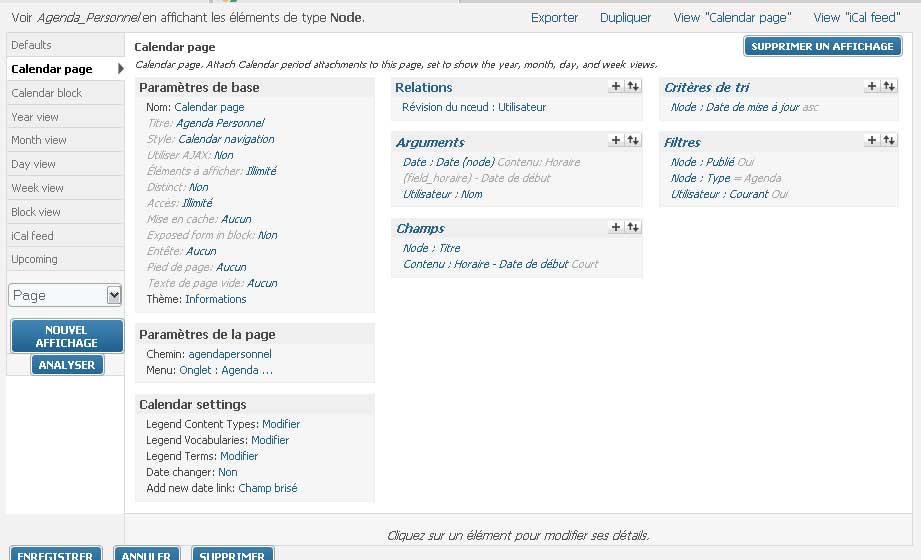 Voir Agenda_Personnel en affichant les éléments de type Node.
Exporter Dupliquer View "Calendar page" View "iCal feed"
Defaults
Calendar page
Calendar block
Year view
Month view
Day view
Week view
Block view
iCal feed
Upcoming
Page
NOUVEL
AFFICHAGE
ANALYSER
Calendar page
SUPPRIMER UN AFFICHAGE
Calendar page. Attach Calendar period attachments to this page, set to show the year, month, day, and week views.
Paramètres de base
Nom: Calendar page
Titre: Agenda Personnel
Style: Calendar navigation
Utiliser AJAX: Non
Éléments à afficher: Illimité
Distinct: Non
Accès: Illimité
Mise en cache: Aucun
Exposed form in block: Non
Entête: Aucun
Pied de page: Aucun
Texte de page vide: Aucun
Thème: Informations
Paramètres de la page
Chemin: agendapersonnel
Menu: Onglet : Agenda ...
Calendar settings
Legend Content Types: Modifier
Legend Vocabularies: Modifier
Legend Terms: Modifier
Date changer: Non
Add new date link: Champ brisé
Relations
Révision du nœud : Utilisateur
Arguments
Date : Date (node) Contenu: Horaire
(field_horaire) - Date de début
Utilisateur : Nom
Champs
Node : Titre
Contenu : Horaire - Date de début Court
Critères de tri
Node : Date de mise à jour asc
Filtres
Node : Publié Oui
Node : Type = Agenda
Utilisateur : Courant Oui
Cliquez sur un élément pour modifier ses détails.
ENREGISTRER ANNULER SUPPRIMER